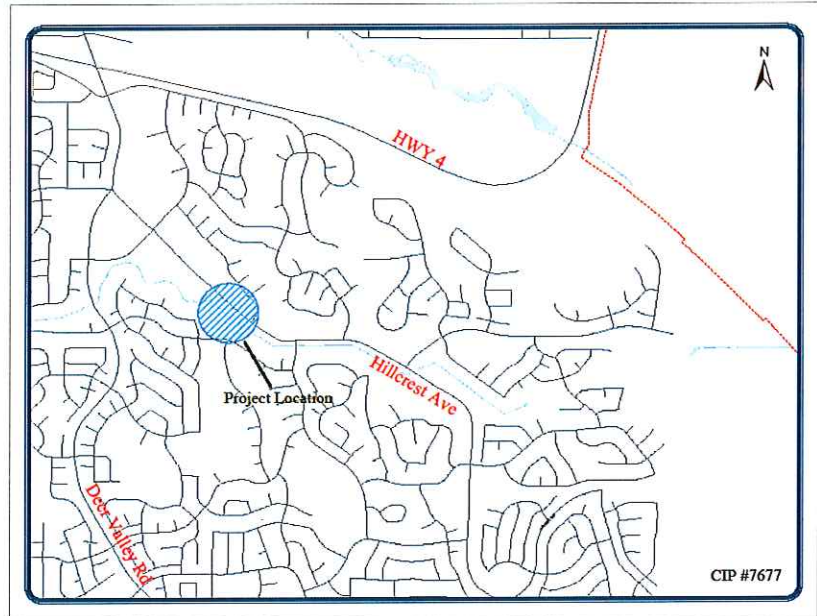 N
HWY 4
Hillcrest Ave
Project Location
Deer Valley Rd
CIP #7677